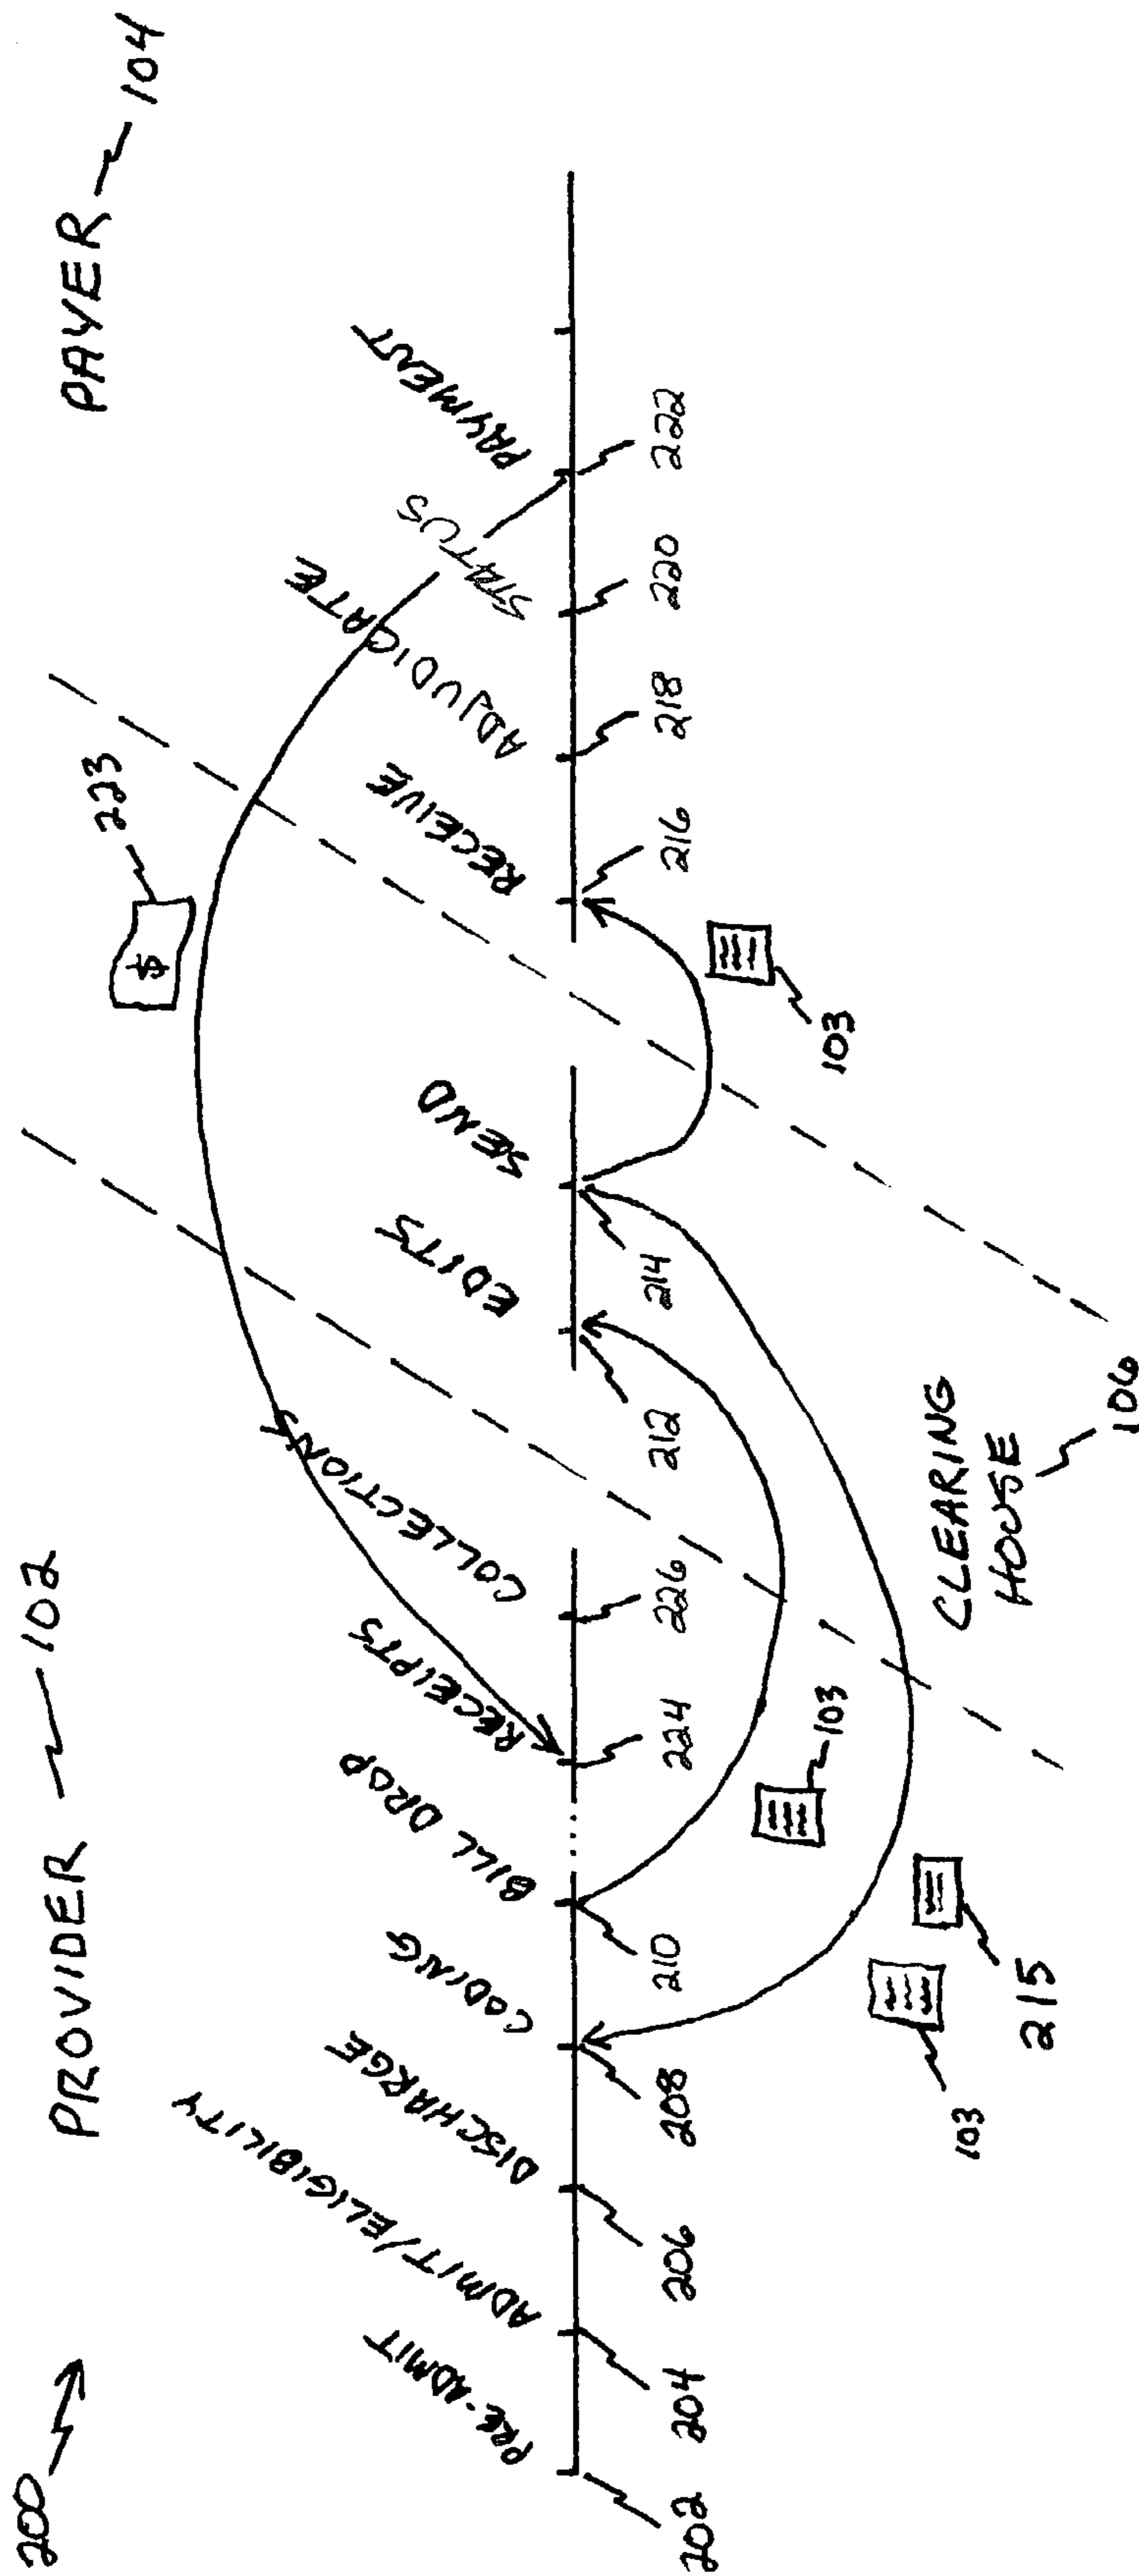 200
PROVIDER 102
PAYER 104
223
$
PRE-ADMIT
ADMIT/ELIGIBILITY
DISCHARGE
CODING
BILL DROP
RECEIPTS
COLLECTIONS
EDITS
SEND
RECEIVE
ADJUDICATE
STATUS
PAYMENT
202
204
206
208
210
224
226
212
214
216
218
220
222
103
103
103
215
CLEARING
HOUSE
106